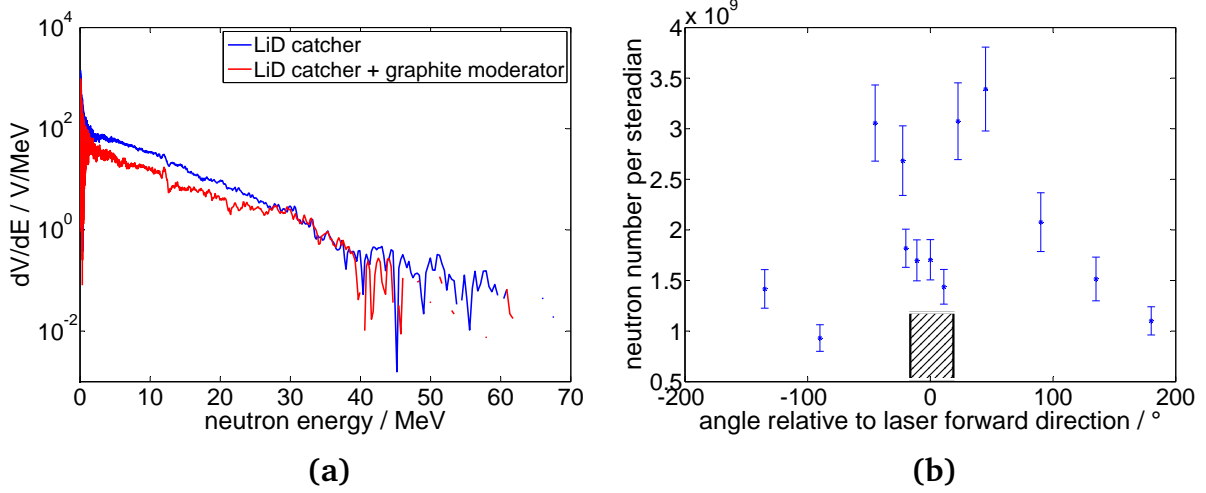 10^4
10^2
10^0
10^-2
0 10 20 30 40 50 60 70
dV/dE / V/MeV
neutron energy / MeV
LiD catcher
LiD catcher + graphite moderator
(a)
x 10^9
4
3.5
3
2.5
2
1.5
1
0.5
-200 -100 0 100 200
neutron number per steradian
angle relative to laser forward direction / °
(b)